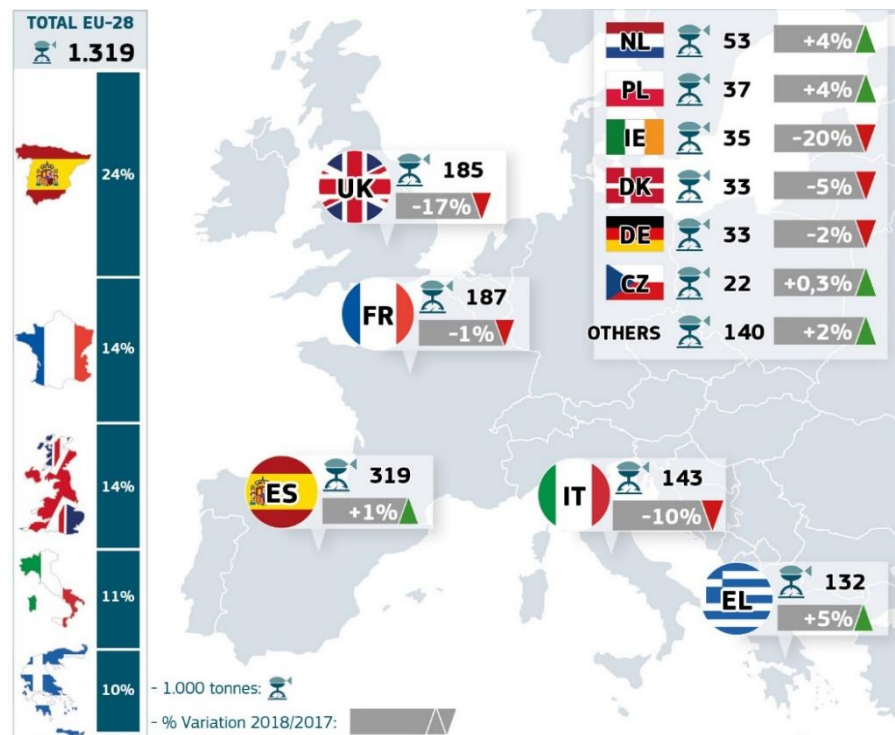 TOTAL EU-28
1.319
24%
14%
14%
11%
10%
NL 53 +4%
PL 37 +4%
IE 35 -20%
DK 33 -5%
DE 33 -2%
CZ 22 +0,3%
OTHERS 140 +2%
UK 185
-17%
FR 187
-1%
ES 319
+1%
IT 143
-10%
EL 132
+5%
- 1.000 tonnes:
- % Variation 2018/2017: